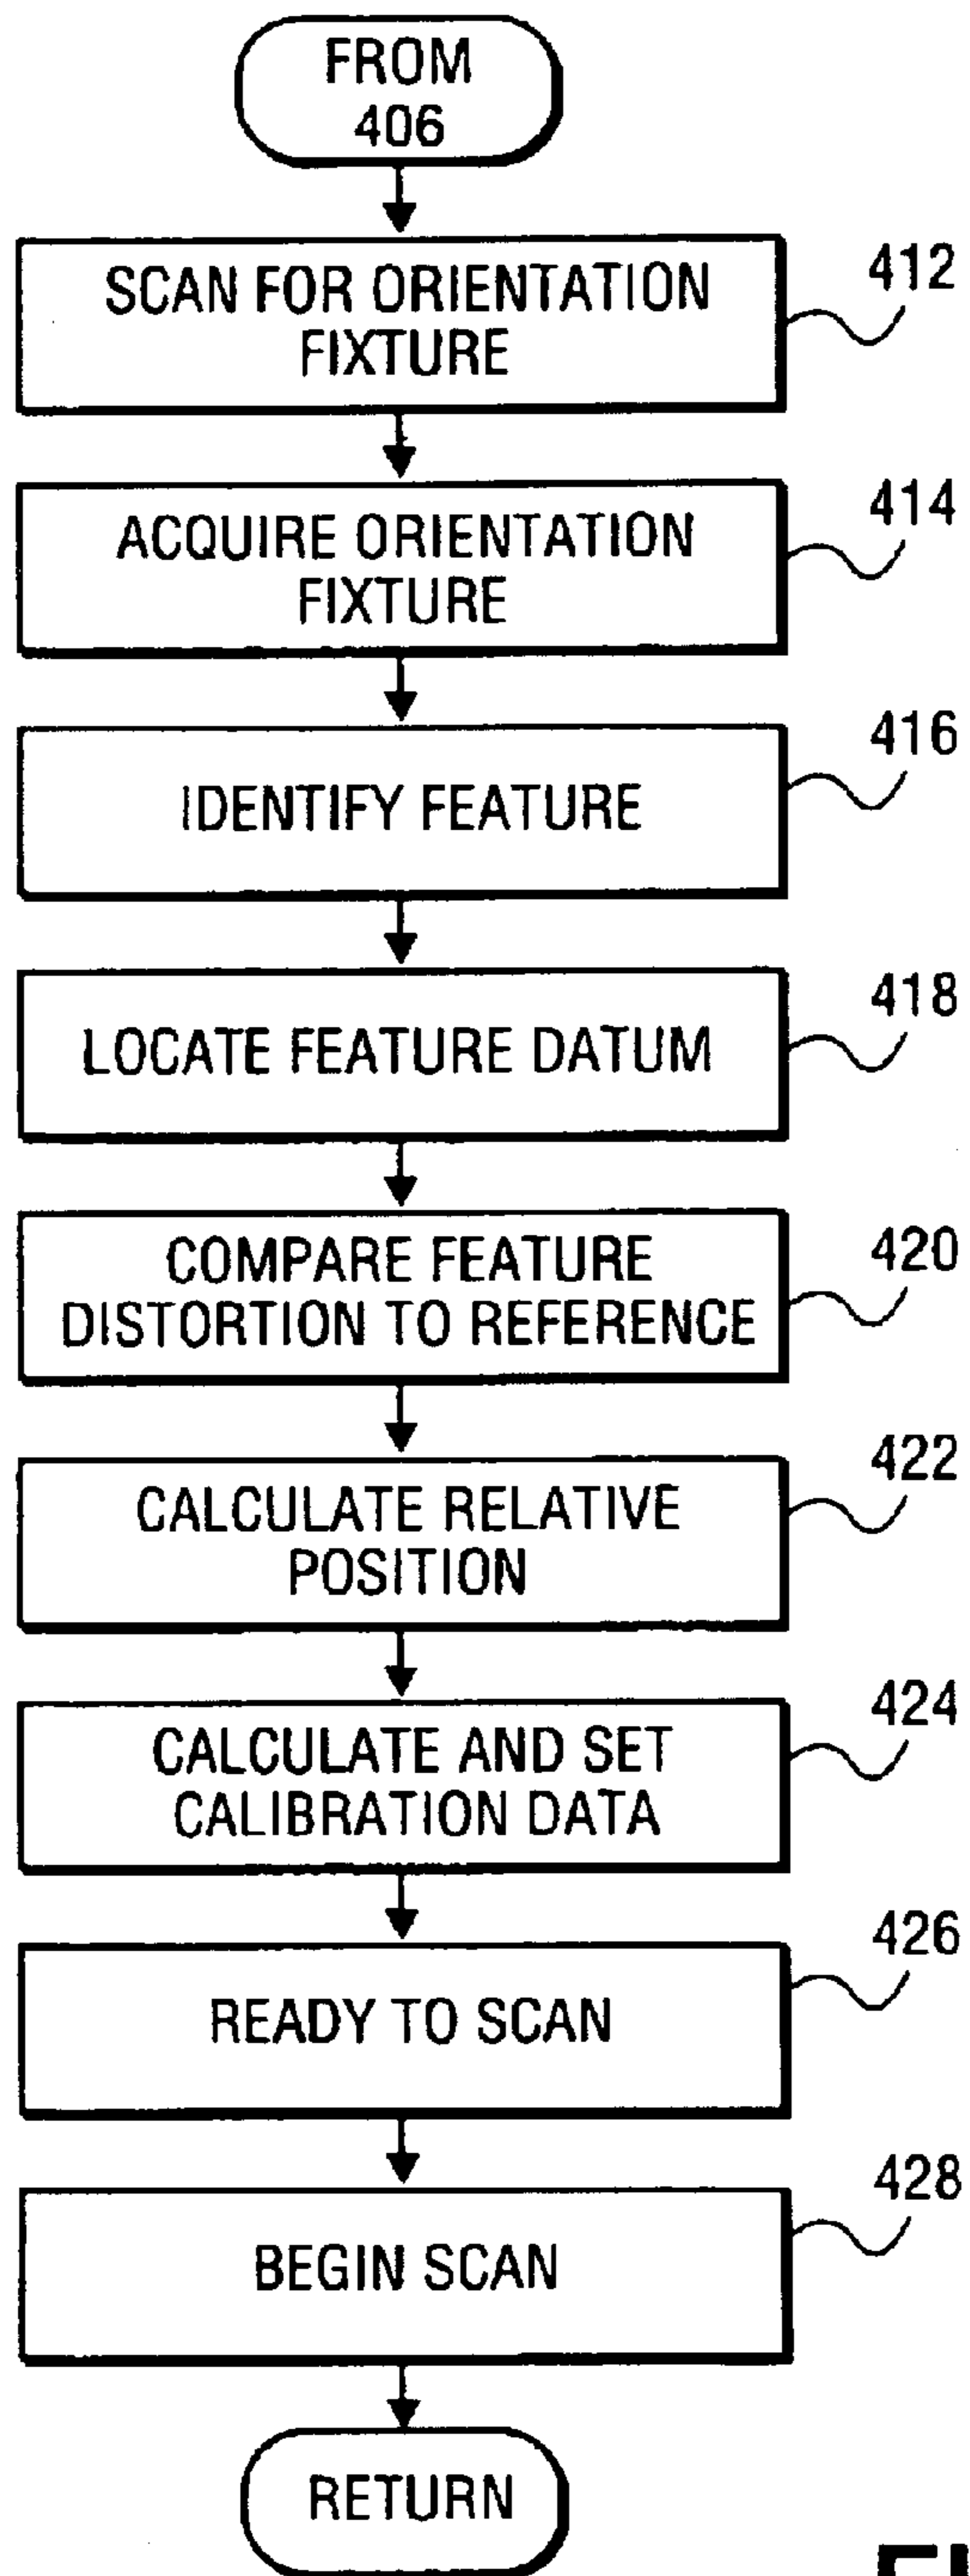 FROM
406
SCAN FOR ORIENTATION
FIXTURE
412
ACQUIRE ORIENTATION
FIXTURE
414
IDENTIFY FEATURE
416
LOCATE FEATURE DATUM
418
COMPARE FEATURE
DISTORTION TO REFERENCE
420
CALCULATE RELATIVE
POSITION
422
CALCULATE AND SET
CALIBRATION DATA
424
READY TO SCAN
426
BEGIN SCAN
428
RETURN